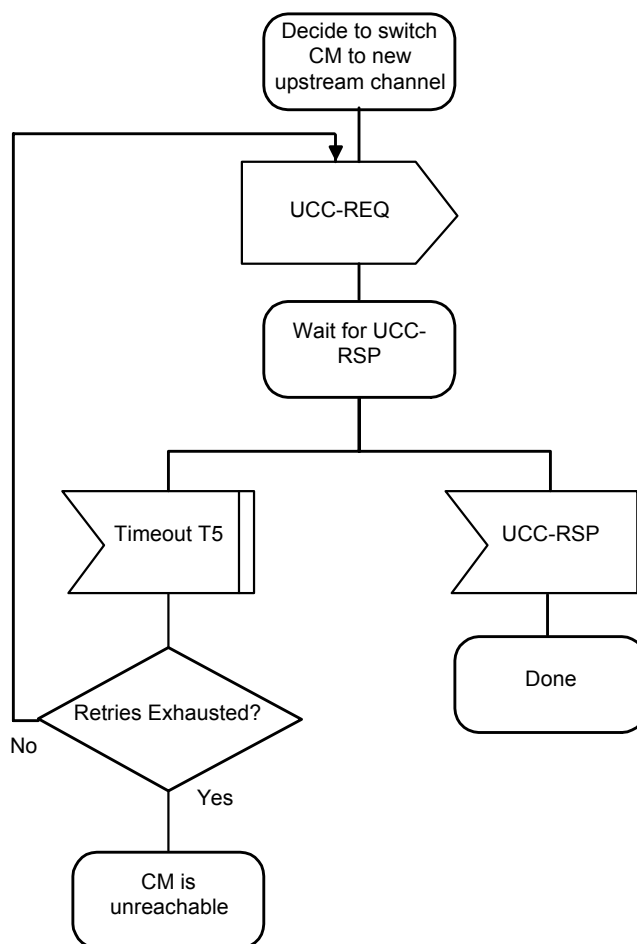 Decide to switch
CM to new
upstream channel
UCC-REQ
Wait for UCC-
RSP
Timeout T5
UCC-RSP
Retries Exhausted?
Done
No
Yes
CM is
unreachable